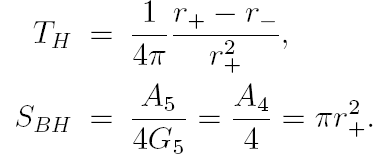 T_H = \frac{1}{4\pi} \frac{r_+ - r_-}{r_+^2},
S_{BH} = \frac{A_5}{4G_5} = \frac{A_4}{4} = \pi r_+^2.